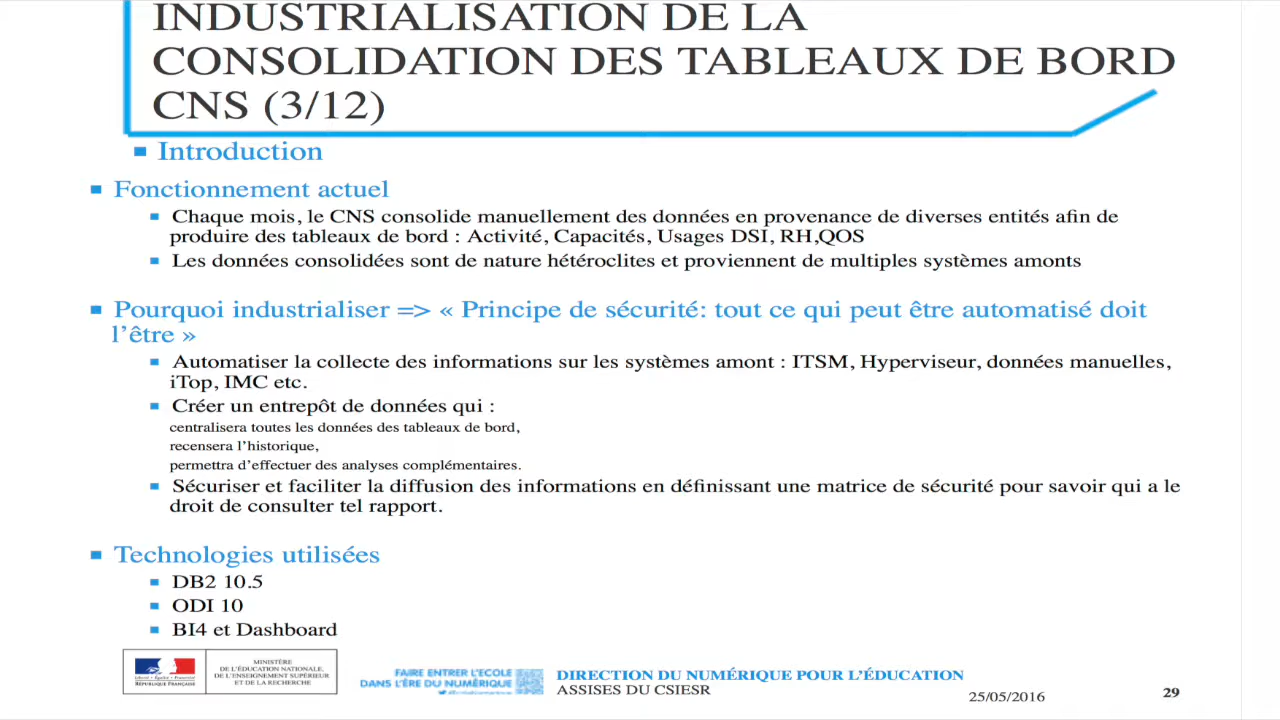 INDUSTRIALISATION DE LA
CONSOLIDATION DES TABLEAUX DE BORD
CNS (3/12)
Introduction
Fonctionnement actuel
Chaque mois, le CNS consolide manuellement des données en provenance de diverses entités afin de
produire des tableaux de bord : Activité, Capacités, Usages DSI, RH,QOS
Les données consolidées sont de nature hétéroclites et proviennent de multiples systèmes amonts
Pourquoi industrialiser => « Principe de sécurité: tout ce qui peut être automatisé doit
l'être »
Automatiser la collecte des informations sur les systèmes amont : ITSM, Hyperviseur, données manuelles,
iTop, IMC etc.
Créer un entrepôt de données qui :
centralisera toutes les données des tableaux de bord,
recensera l'historique,
permettra d'effectuer des analyses complémentaires.
Sécuriser et faciliter la diffusion des informations en définissant une matrice de sécurité pour savoir qui a le
droit de consulter tel rapport.
Technologies utilisées
DB2 10.5
ODI 10
BI4 et Dashboard
Liberté • Égalité • Fraternité
RÉPUBLIQUE FRANÇAISE
MINISTÈRE
DE L'ÉDUCATION NATIONALE,
DE L'ENSEIGNEMENT SUPÉRIEUR
ET DE LA RECHERCHE
FAIRE ENTRER L'ECOLE
DANS L'ÈRE DU NUMÉRIQUE
DIRECTION DU NUMÉRIQUE POUR L'ÉDUCATION
ASSISES DU CSIESR
25/05/2016
29